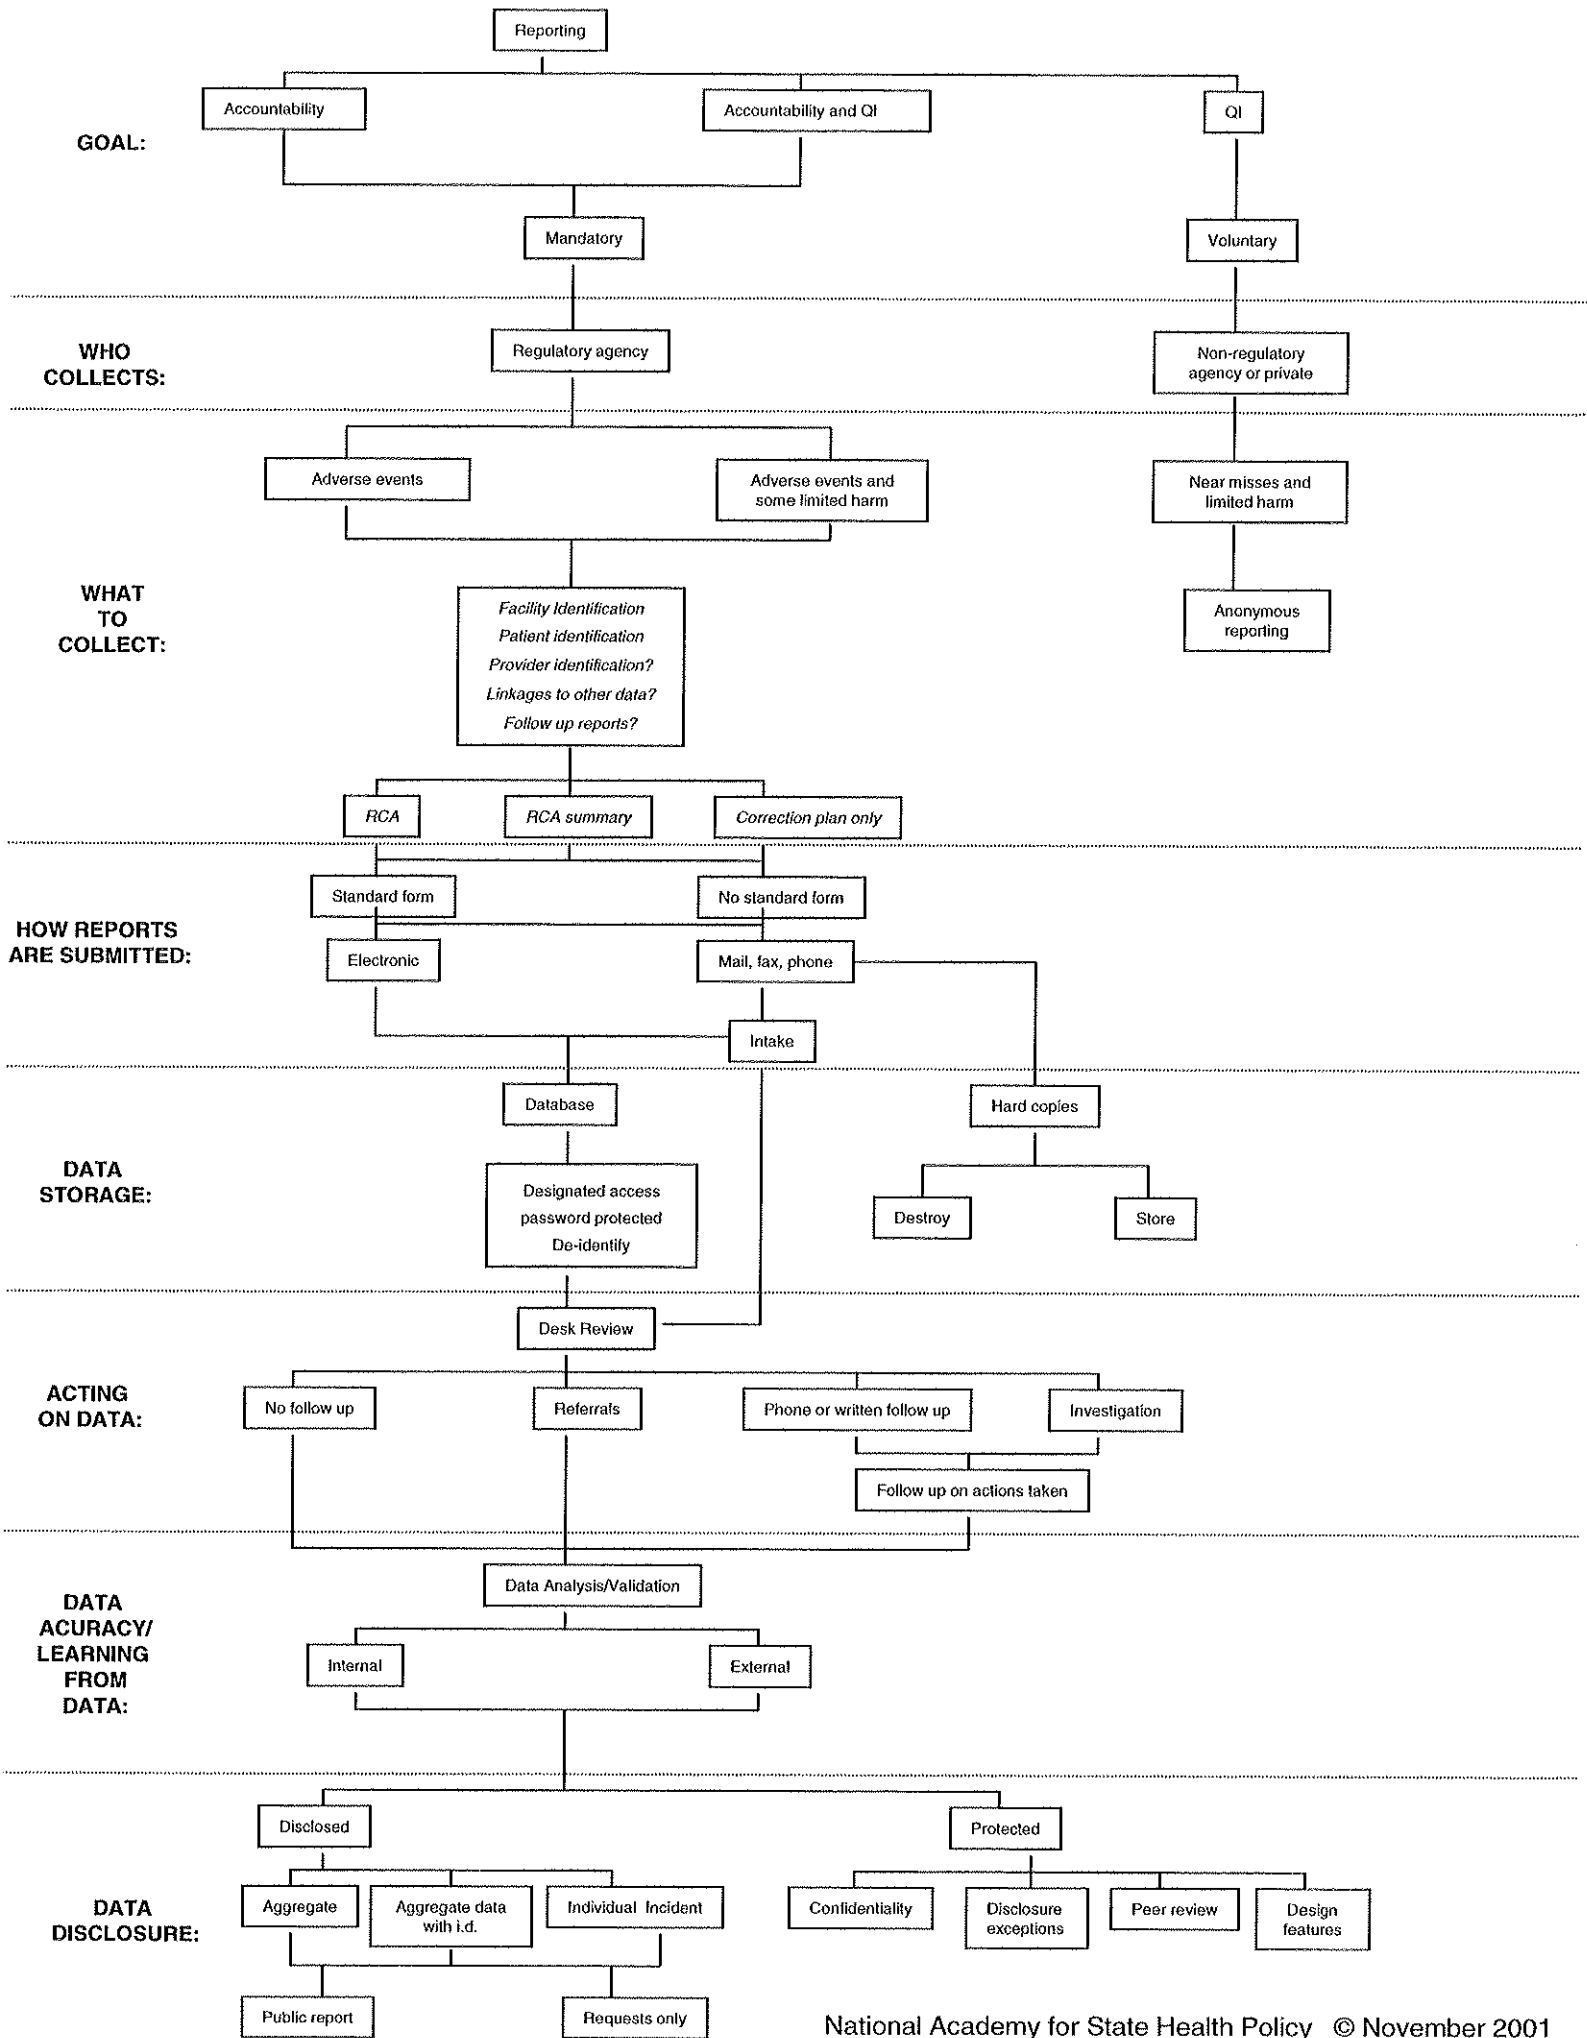 Reporting
Accountability
Accountability and QI
QI
GOAL:
Mandatory
Voluntary
WHO
COLLECTS:
Regulatory agency
Non-regulatory
agency or private
Adverse events
Adverse events and
some limited harm
Near misses and
limited harm
WHAT
TO
COLLECT:
Facility Identification
Patient identification
Provider identification?
Linkages to other data?
Follow up reports?
Anonymous
reporting
RCA
RCA summary
Correction plan only
HOW REPORTS
ARE SUBMITTED:
Standard form
No standard form
Electronic
Mail, fax, phone
Intake
DATA
STORAGE:
Database
Hard copies
Designated access
password protected
De-identify
Destroy
Store
Desk Review
ACTING
ON DATA:
No follow up
Referrals
Phone or written follow up
Investigation
Follow up on actions taken
DATA
ACURACY/
LEARNING
FROM
DATA:
Data Analysis/Validation
Internal
External
Disclosed
Protected
DATA
DISCLOSURE:
Aggregate
Aggregate data
with i.d.
Individual Incident
Confidentiality
Disclosure
exceptions
Peer review
Design
features
Public report
Requests only
National Academy for State Health Policy © November 2001